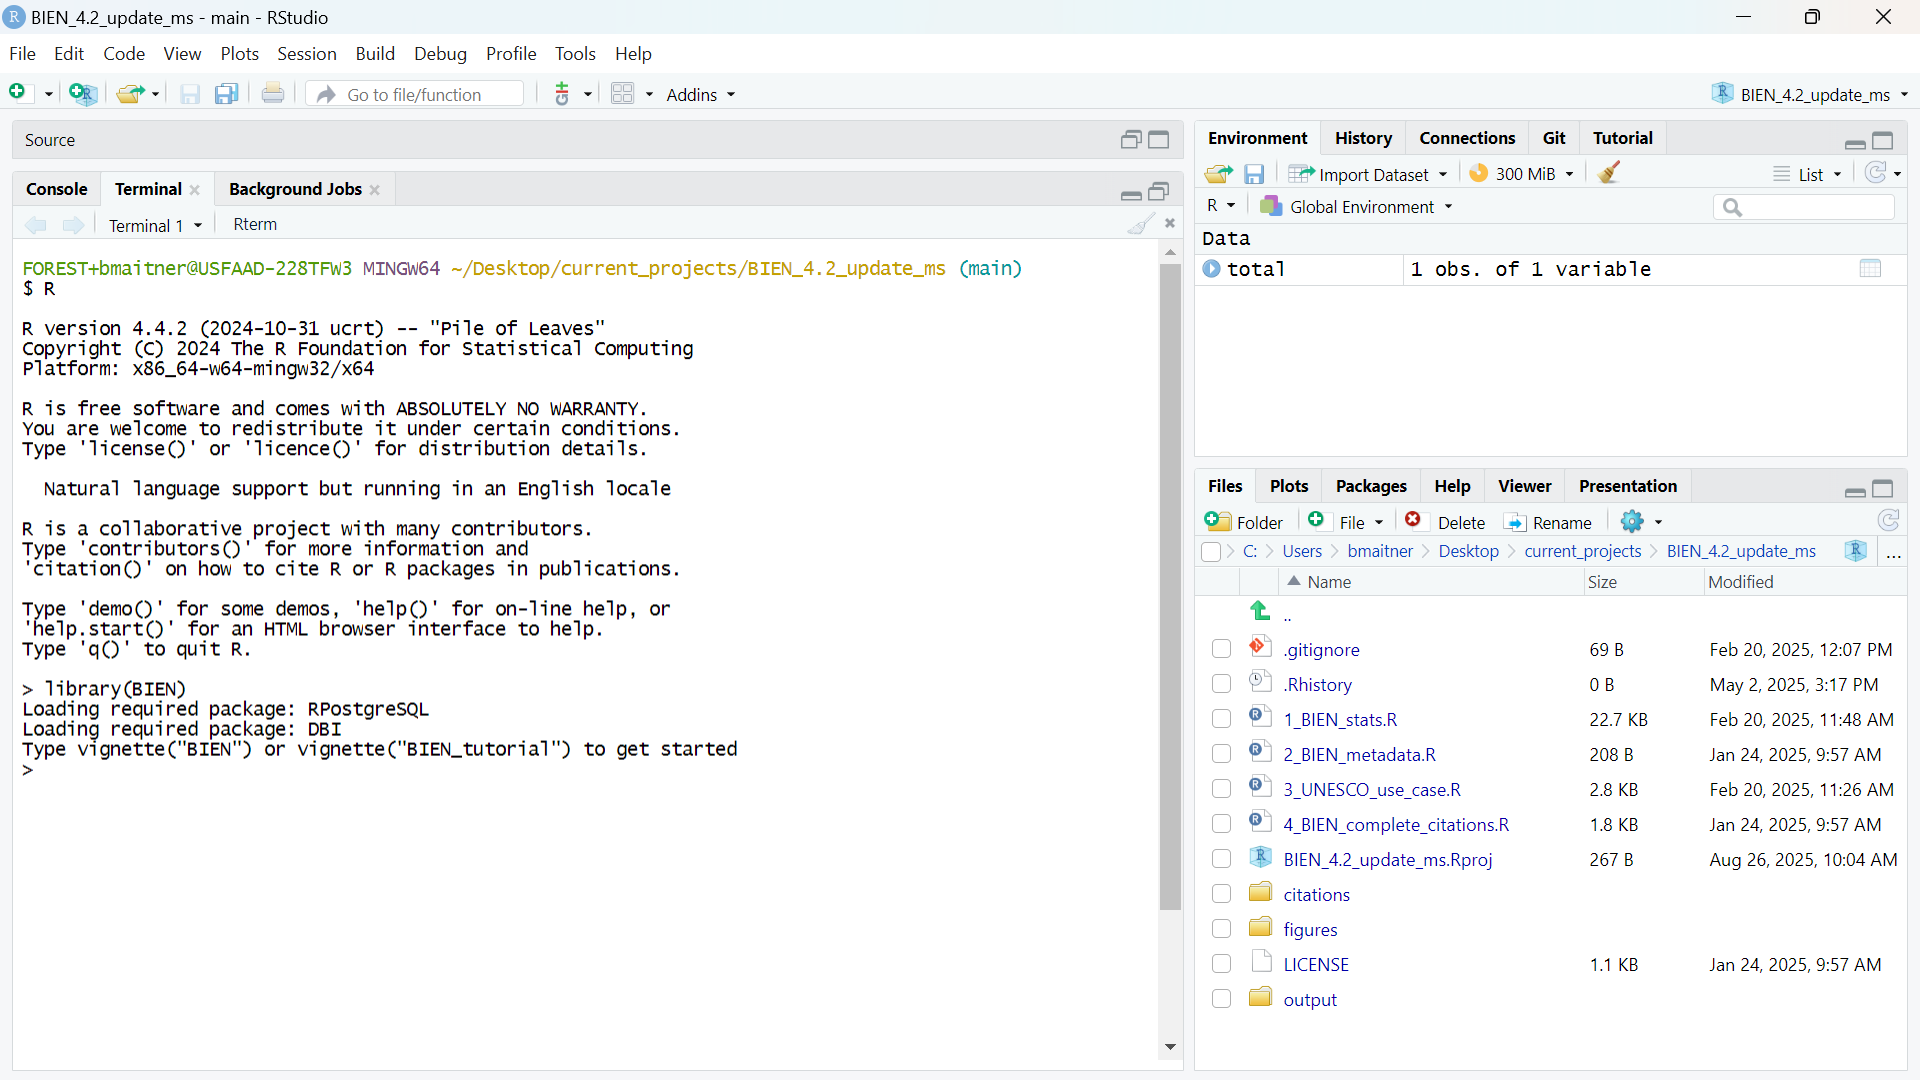 BIEN_4.2_update_ms - main - RStudio
File Edit Code View Plots Session Build Debug Profile Tools Help
Go to file/function Addins BIEN_4.2_update_ms
Source
Console Terminal Background Jobs
Terminal 1 Rterm
FOREST+bmaitner@USFAAD-228TFW3 MINGW64 ~/Desktop/current_projects/BIEN_4.2_update_ms (main)
$ R
R version 4.4.2 (2024-10-31 ucrt) -- "Pile of Leaves"
Copyright (C) 2024 The R Foundation for Statistical Computing
Platform: x86_64-w64-mingw32/x64
R is free software and comes with ABSOLUTELY NO WARRANTY.
You are welcome to redistribute it under certain conditions.
Type 'license()' or 'licence()' for distribution details.
Natural language support but running in an English locale
R is a collaborative project with many contributors.
Type 'contributors()' for more information and
'citation()' on how to cite R or R packages in publications.
Type 'demo()' for some demos, 'help()' for on-line help, or
'help.start()' for an HTML browser interface to help.
Type 'q()' to quit R.
> library(BIEN)
Loading required package: RPostgreSQL
Loading required package: DBI
Type vignette("BIEN") or vignette("BIEN_tutorial") to get started
>
Environment History Connections Git Tutorial
Import Dataset 300 MiB List
R Global Environment
Data
total 1 obs. of 1 variable
Files Plots Packages Help Viewer Presentation
Folder File Delete Rename
C: Users bmaitner Desktop current_projects BIEN_4.2_update_ms ...
Name Size Modified
..
.gitignore 69 B Feb 20, 2025, 12:07 PM
.Rhistory 0 B May 2, 2025, 3:17 PM
1_BIEN_stats.R 22.7 KB Feb 20, 2025, 11:48 AM
2_BIEN_metadata.R 208 B Jan 24, 2025, 9:57 AM
3_UNESCO_use_case.R 2.8 KB Feb 20, 2025, 11:26 AM
4_BIEN_complete_citations.R 1.8 KB Jan 24, 2025, 9:57 AM
BIEN_4.2_update_ms.Rproj 267 B Aug 26, 2025, 10:04 AM
citations
figures
LICENSE 1.1 KB Jan 24, 2025, 9:57 AM
output